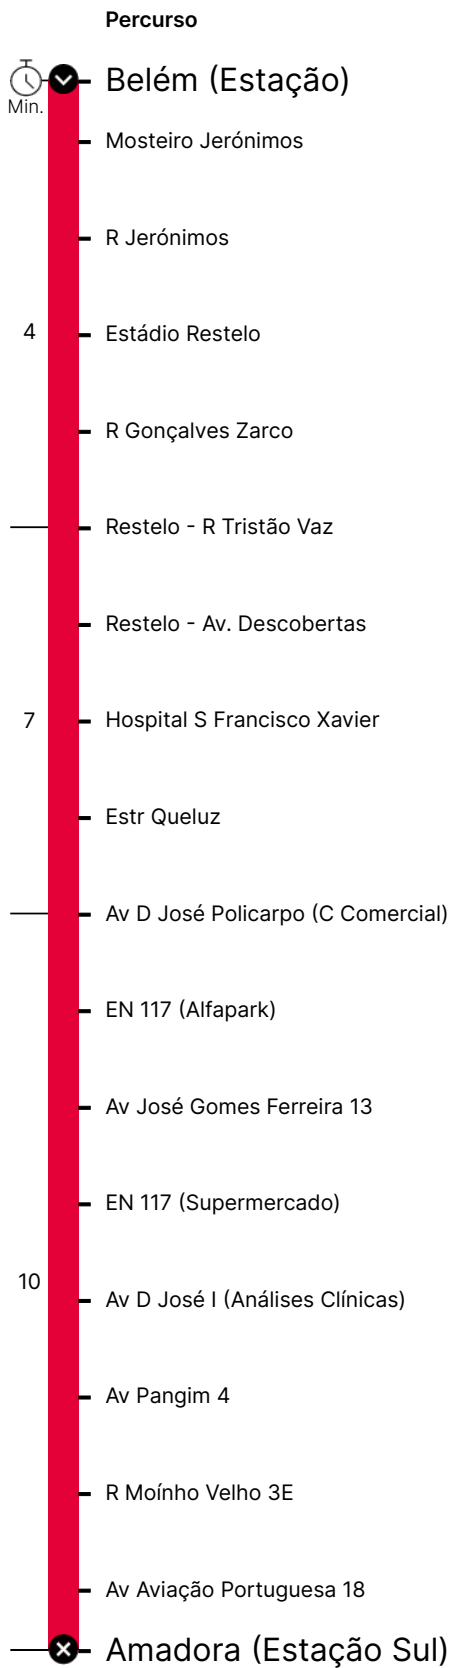 Percurso
Belém (Estação)
Min.
Mosteiro Jerónimos
R Jerónimos
4
Estádio Restelo
R Gonçalves Zarco
Restelo - R Tristão Vaz
Restelo - Av. Descobertas
7
Hospital S Francisco Xavier
Estr Queluz
Av D José Policarpo (C Comercial)
EN 117 (Alfapark)
Av José Gomes Ferreira 13
EN 117 (Supermercado)
10
Av D José I (Análises Clínicas)
Av Pangim 4
R Moínho Velho 3E
Av Aviação Portuguesa 18
Amadora (Estação Sul)